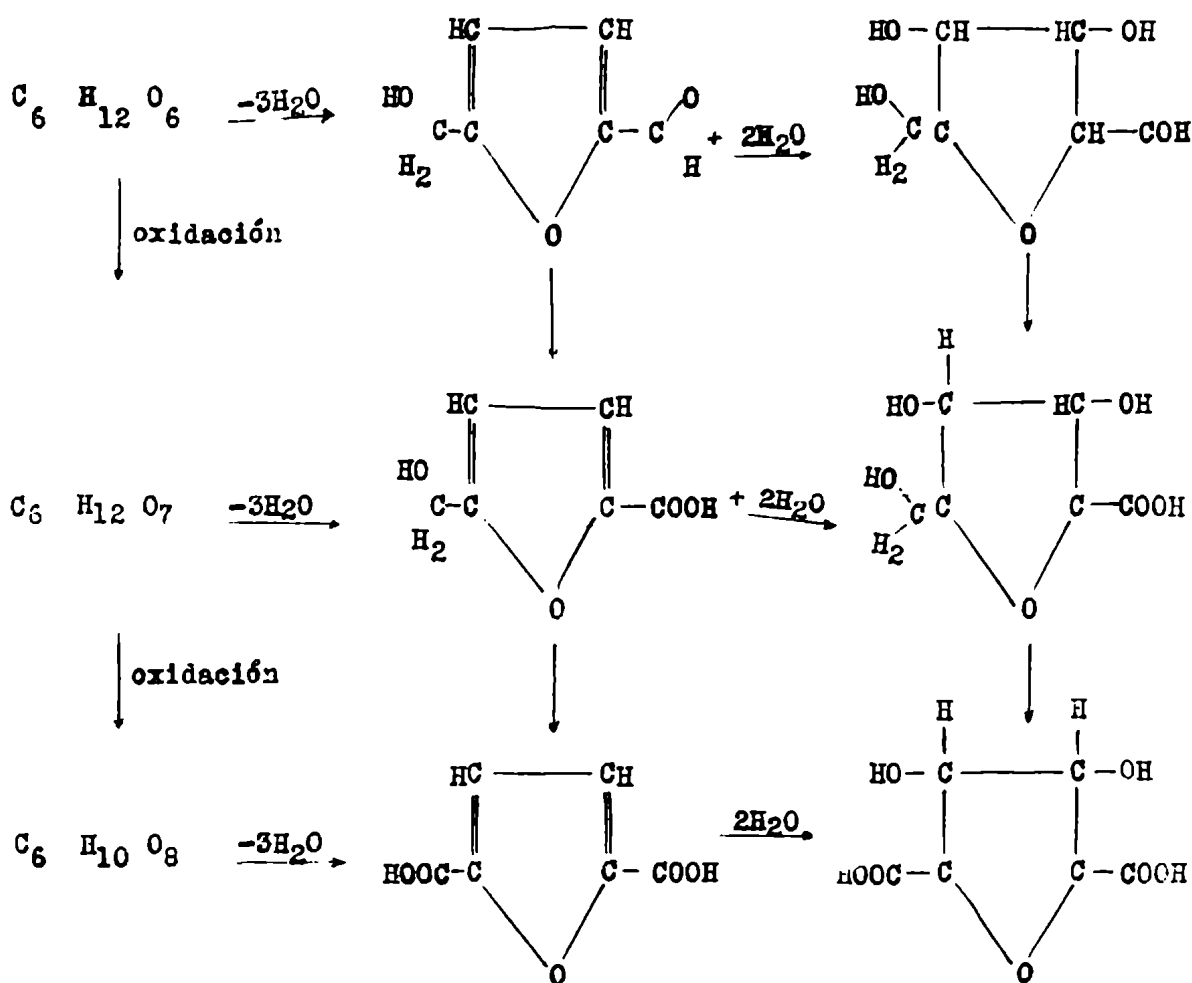 HC CH HO-CH HC-OH
C6 H12 O6 -3H2O HO C-C H2 C-C O H + 2H2O HO C C H2 CH-COH
O O
oxidación
H
HC CH HO-C HC-OH
C6 H12 O7 -3H2O HO C-C H2 C-COOH + 2H2O HO C C H2 C-COOH
O O
oxidación
H H
HC CH HO-C C-OH
C6 H10 O8 -3H2O HOOC-C C-COOH 2H2O HOOC-C C-COOH
O O